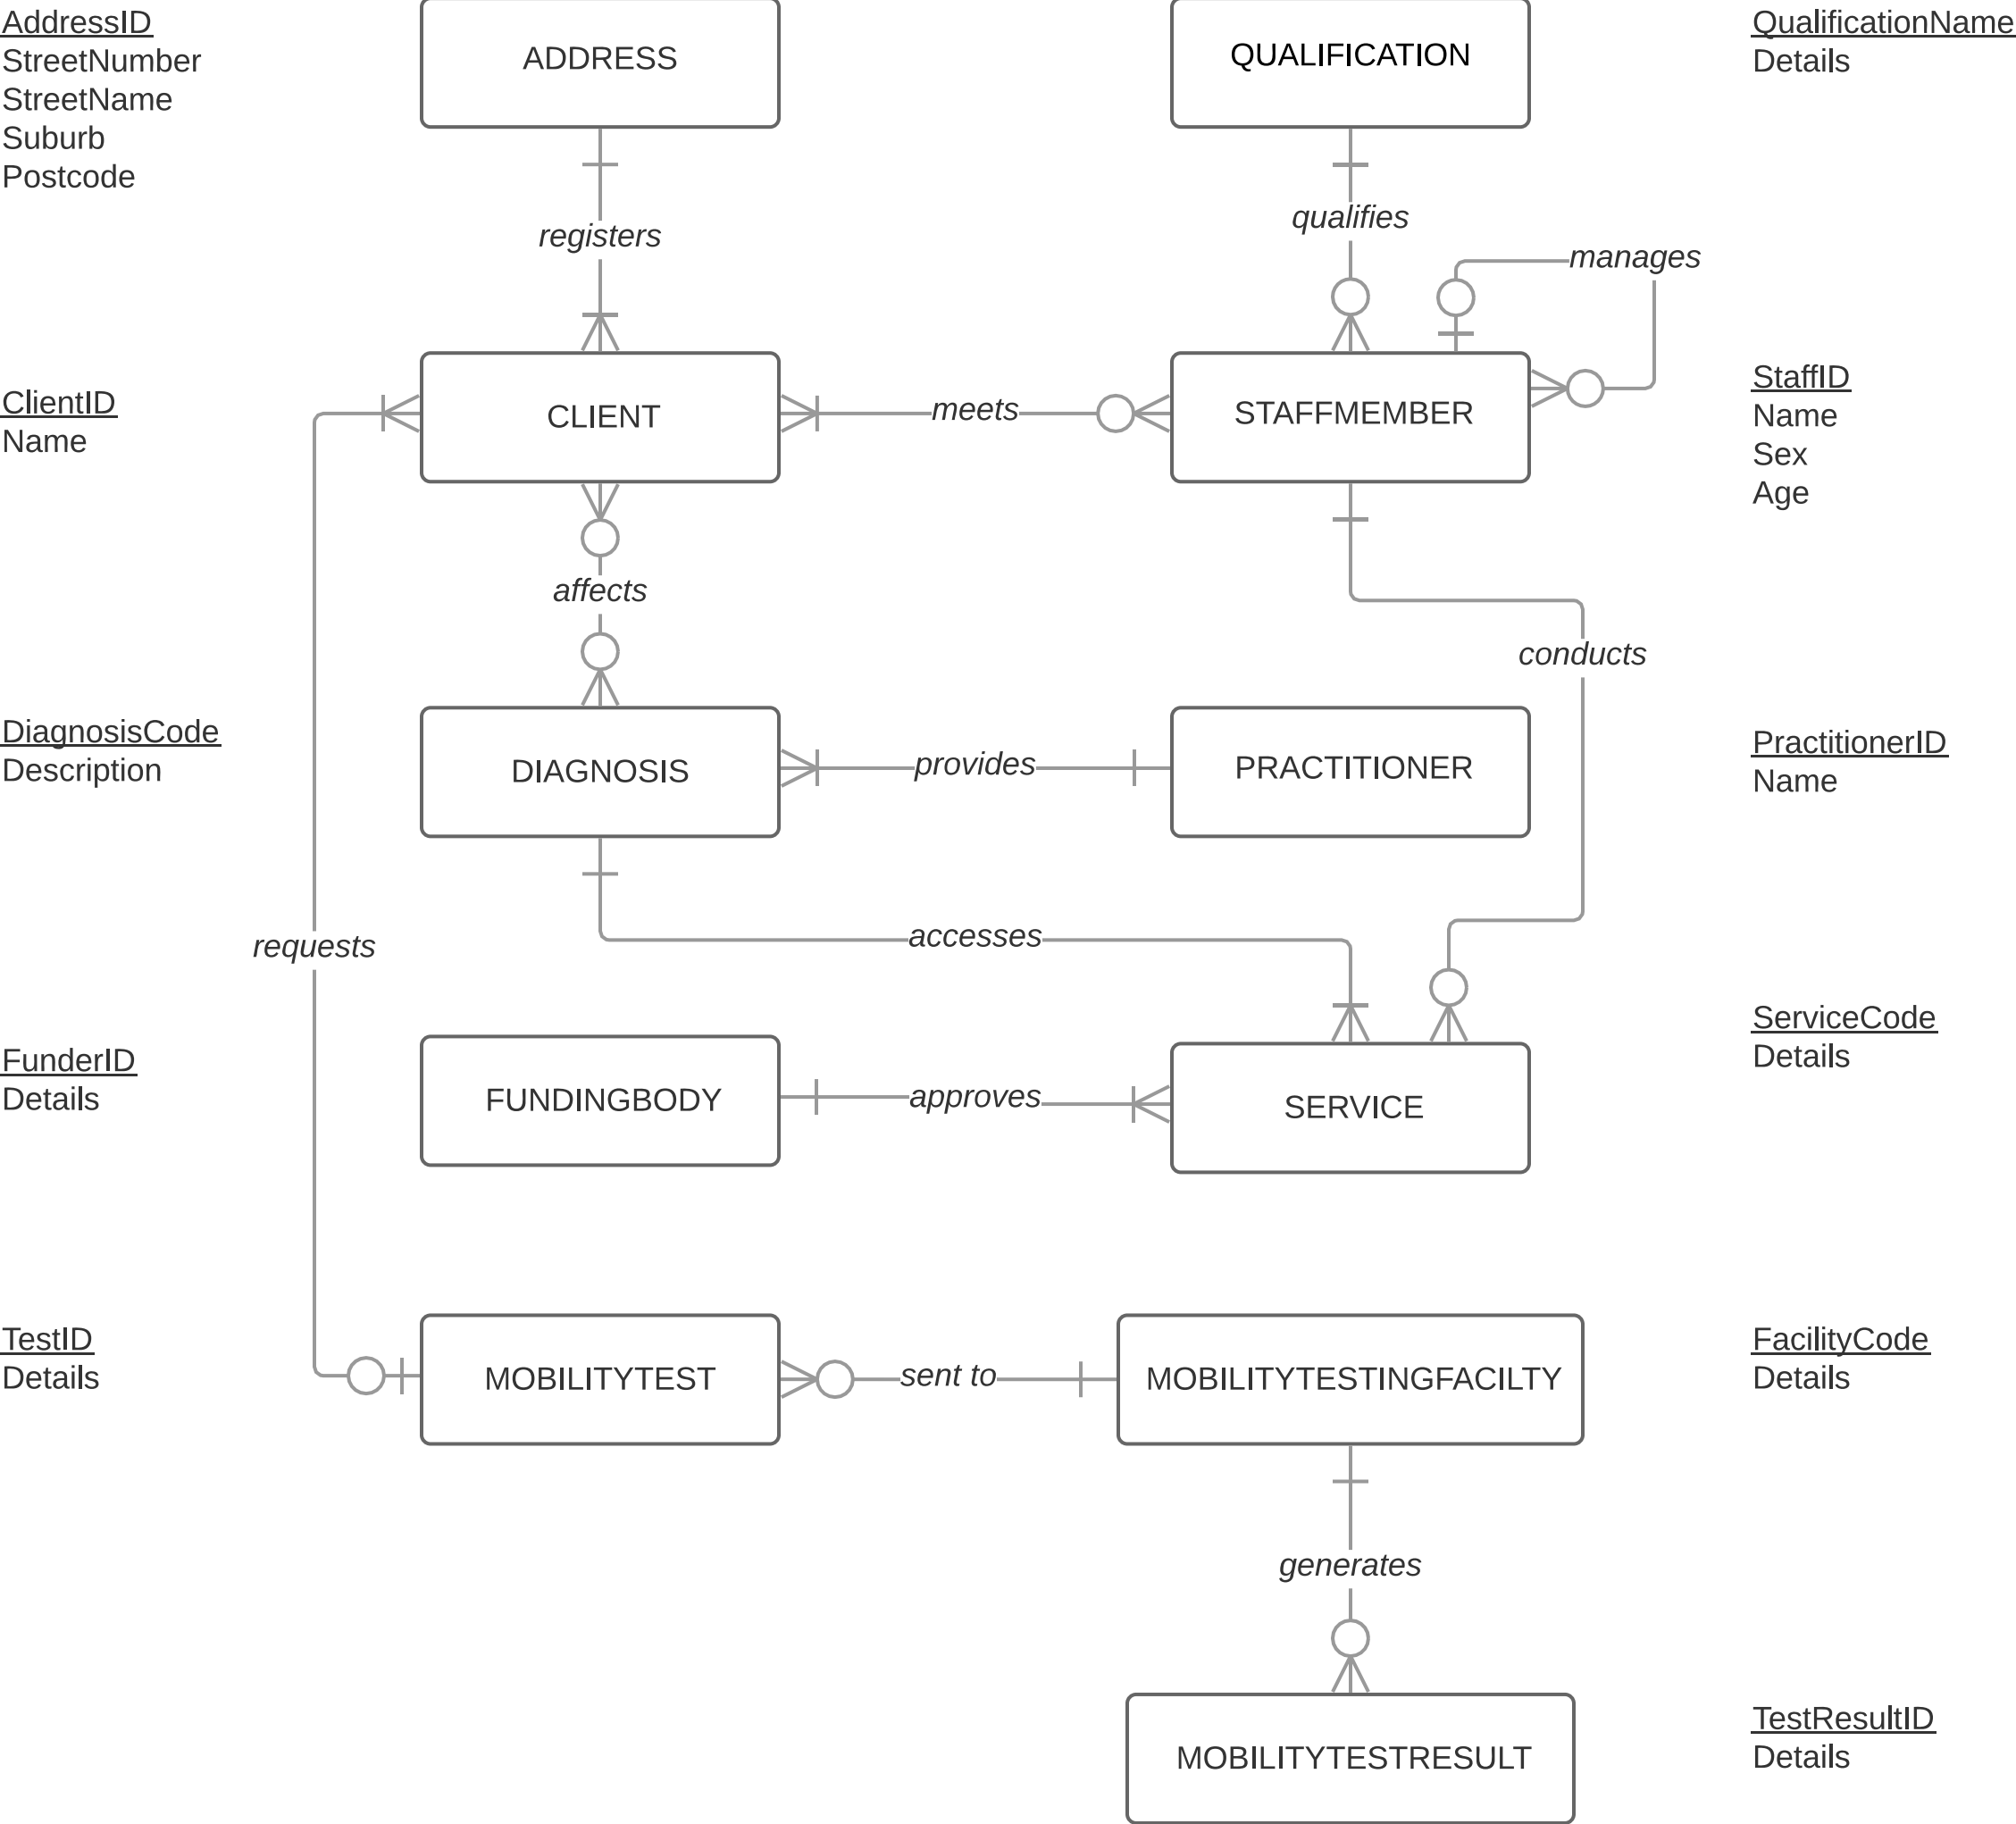 AddressID
StreetNumber
StreetName
Suburb
Postcode
ADDRESS
QUALIFICATION
QualificationName
Details
registers
qualifies
manages
ClientID
Name
CLIENT
meets
STAFFMEMBER
StaffID
Name
Sex
Age
affects
conducts
DiagnosisCode
Description
DIAGNOSIS
provides
PRACTITIONER
PractitionerID
Name
requests
accesses
FunderID
Details
FUNDINGBODY
approves
SERVICE
ServiceCode
Details
TestID
Details
MOBILITYTEST
sent to
MOBILITYTESTINGFACILTY
FacilityCode
Details
generates
MOBILITYTESTRESULT
TestResultID
Details